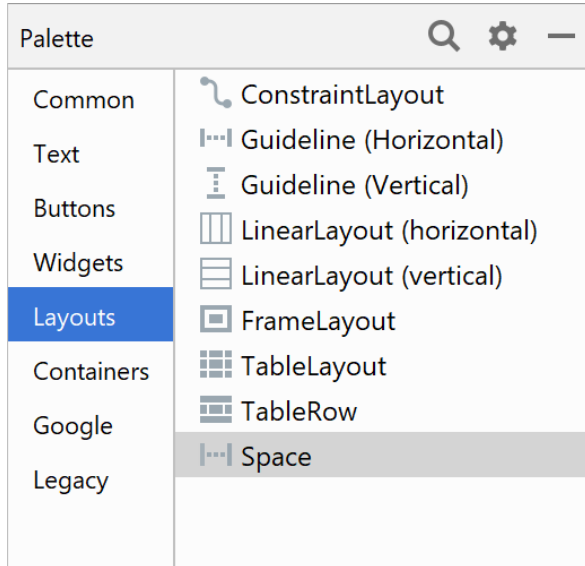 Palette
Common
Text
Buttons
Widgets
Layouts
Containers
Google
Legacy
ConstraintLayout
Guideline (Horizontal)
Guideline (Vertical)
LinearLayout (horizontal)
LinearLayout (vertical)
FrameLayout
TableLayout
TableRow
Space